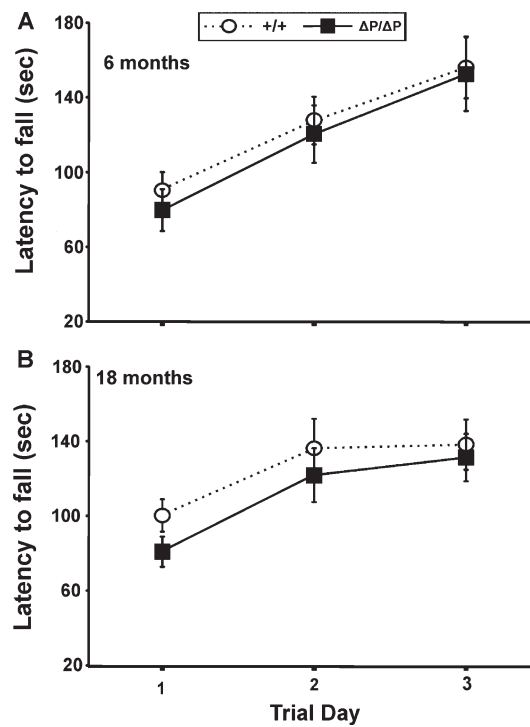 A
+/+ ΔP/ΔP
6 months
Latency to fall (sec)
180
140
100
60
20
B
18 months
Latency to fall (sec)
180
140
100
60
20
1 2 3
Trial Day